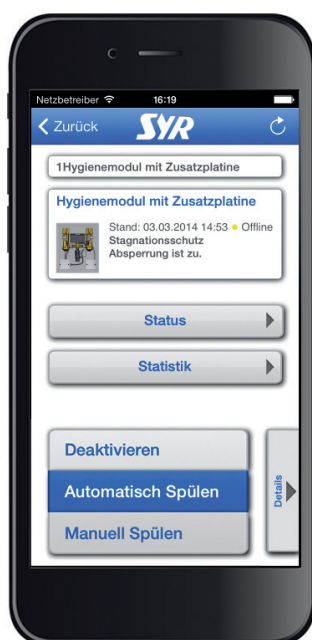 Netzbetreiber 16:19
Zurück SYR
1Hygienemodul mit Zusatzplatine
Hygienemodul mit Zusatzplatine
Stand: 03.03.2014 14:53 Offline
Stagnationsschutz
Absperrung ist zu.
Status
Statistik
Deaktivieren
Automatisch Spülen
Manuell Spülen
Details